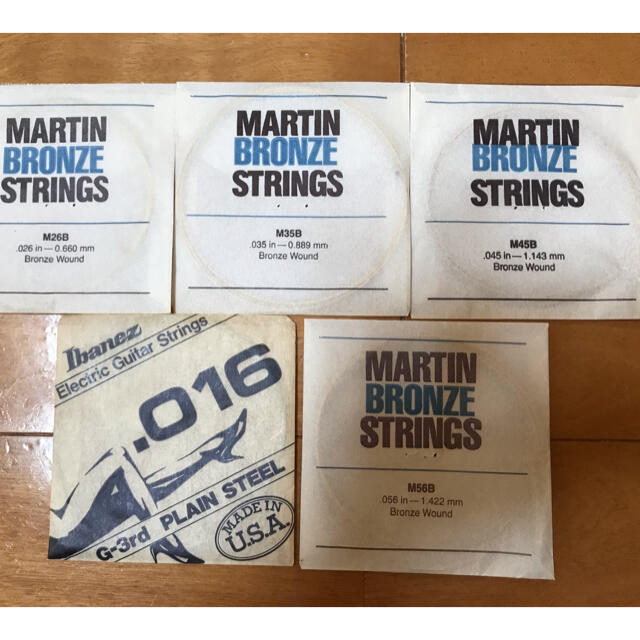 MARTIN
BRONZE
STRINGS
M26B
.026 in — 0.660 mm
Bronze Wound
MARTIN
BRONZE
STRINGS
M35B
.035 in — 0.889 mm
Bronze Wound
MARTIN
BRONZE
STRINGS
M45B
.045 in — 1.143 mm
Bronze Wound
Ibanez
Electric Guitar Strings
.016
G-3rd PLAIN STEEL
MADE IN
U.S.A.
MARTIN
BRONZE
STRINGS
M56B
.056 in — 1.422 mm
Bronze Wound